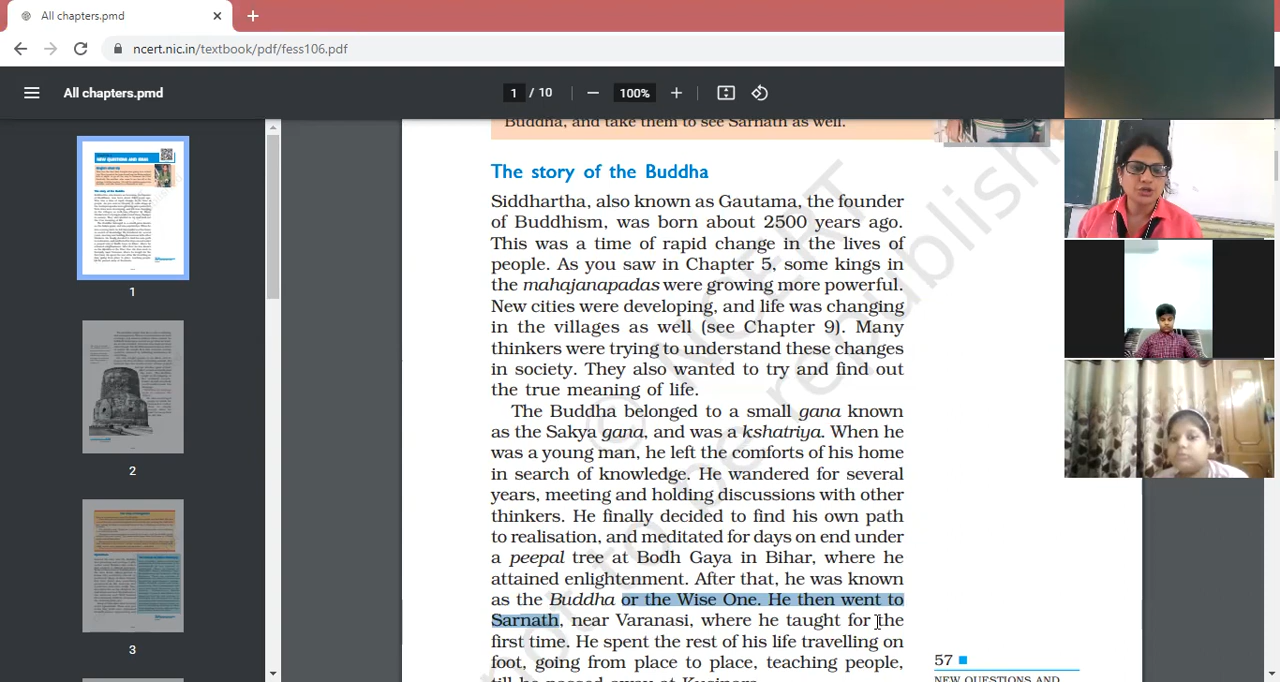 All chapters.pmd
ncert.nic.in/textbook/pdf/fess106.pdf
All chapters.pmd
1 / 10
100%
NEW QUESTIONS AND IDEAS
1
2
3
Buddha, and take them to see Sarnath as well.
The story of the Buddha
Siddhartha, also known as Gautama, the founder
of Buddhism, was born about 2500 years ago.
This was a time of rapid change in the lives of
people. As you saw in Chapter 5, some kings in
the mahajanapadas were growing more powerful.
New cities were developing, and life was changing
in the villages as well (see Chapter 9). Many
thinkers were trying to understand these changes
in society. They also wanted to try and find out
the true meaning of life.
The Buddha belonged to a small gana known
as the Sakya gana, and was a kshatriya. When he
was a young man, he left the comforts of his home
in search of knowledge. He wandered for several
years, meeting and holding discussions with other
thinkers. He finally decided to find his own path
to realisation, and meditated for days on end under
a peepal tree at Bodh Gaya in Bihar, where he
attained enlightenment. After that, he was known
as the Buddha or the Wise One. He then went to
Sarnath, near Varanasi, where he taught for the
first time. He spent the rest of his life travelling on
foot, going from place to place, teaching people,
till he passed away at Kusinara.
57
NEW QUESTIONS AND
republish